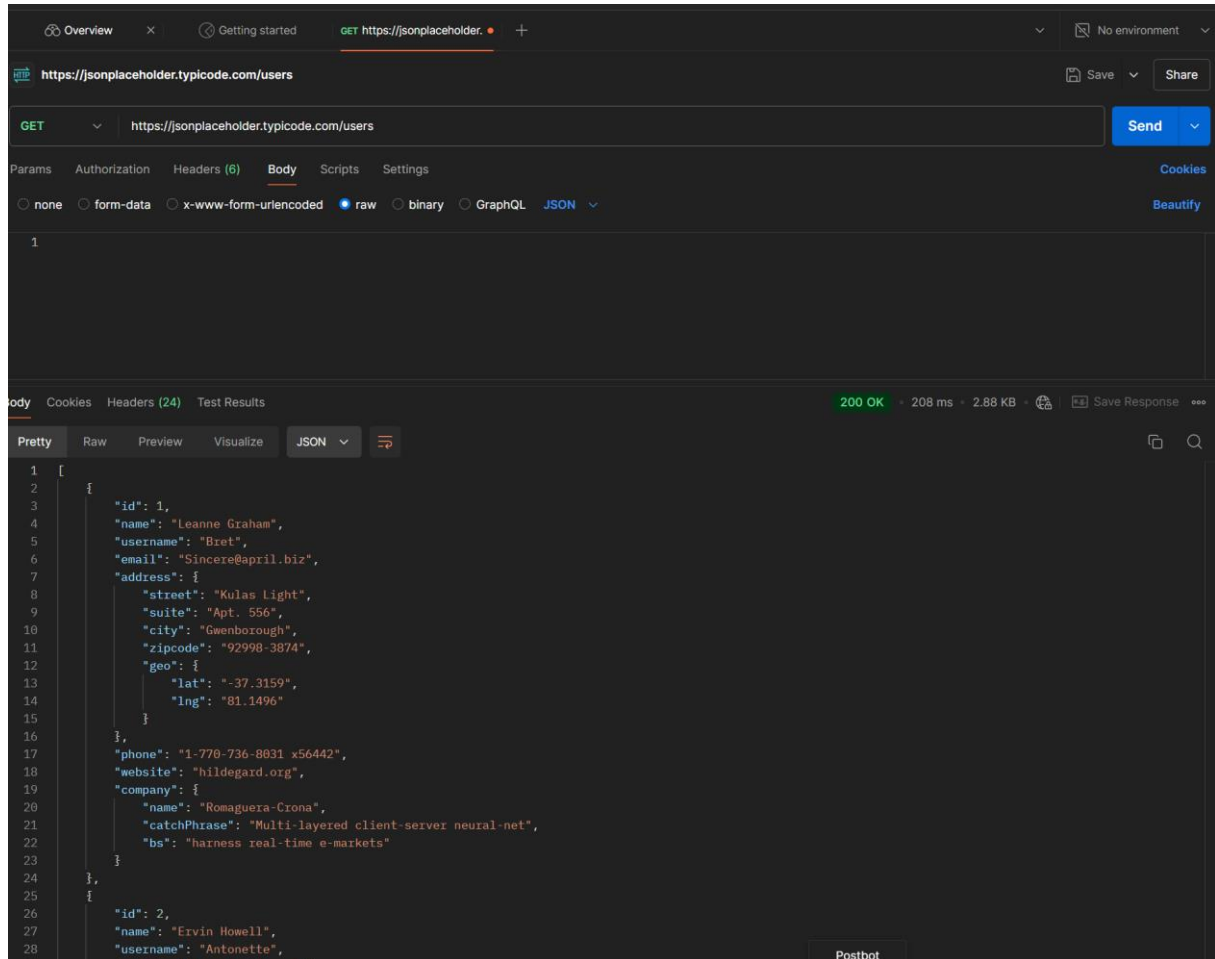 Overview × Getting started GET https://jsonplaceholder. + No environment
HTTP https://jsonplaceholder.typicode.com/users Save Share
GET https://jsonplaceholder.typicode.com/users Send
Params Authorization Headers (6) Body Scripts Settings Cookies
none form-data x-www-form-urlencoded raw binary GraphQL JSON Beautify
1
Body Cookies Headers (24) Test Results 200 OK • 208 ms • 2.88 KB • Save Response
Pretty Raw Preview Visualize JSON
1 [
2 {
3 "id": 1,
4 "name": "Leanne Graham",
5 "username": "Bret",
6 "email": "Sincere@april.biz",
7 "address": {
8 "street": "Kulas Light",
9 "suite": "Apt. 556",
10 "city": "Gwenborough",
11 "zipcode": "92998-3874",
12 "geo": {
13 "lat": "-37.3159",
14 "lng": "81.1496"
15 }
16 },
17 "phone": "1-770-736-8031 x56442",
18 "website": "hildegard.org",
19 "company": {
20 "name": "Romaguera-Crona",
21 "catchPhrase": "Multi-layered client-server neural-net",
22 "bs": "harness real-time e-markets"
23 }
24 },
25 {
26 "id": 2,
27 "name": "Ervin Howell",
28 "username": "Antonette",
Postbot